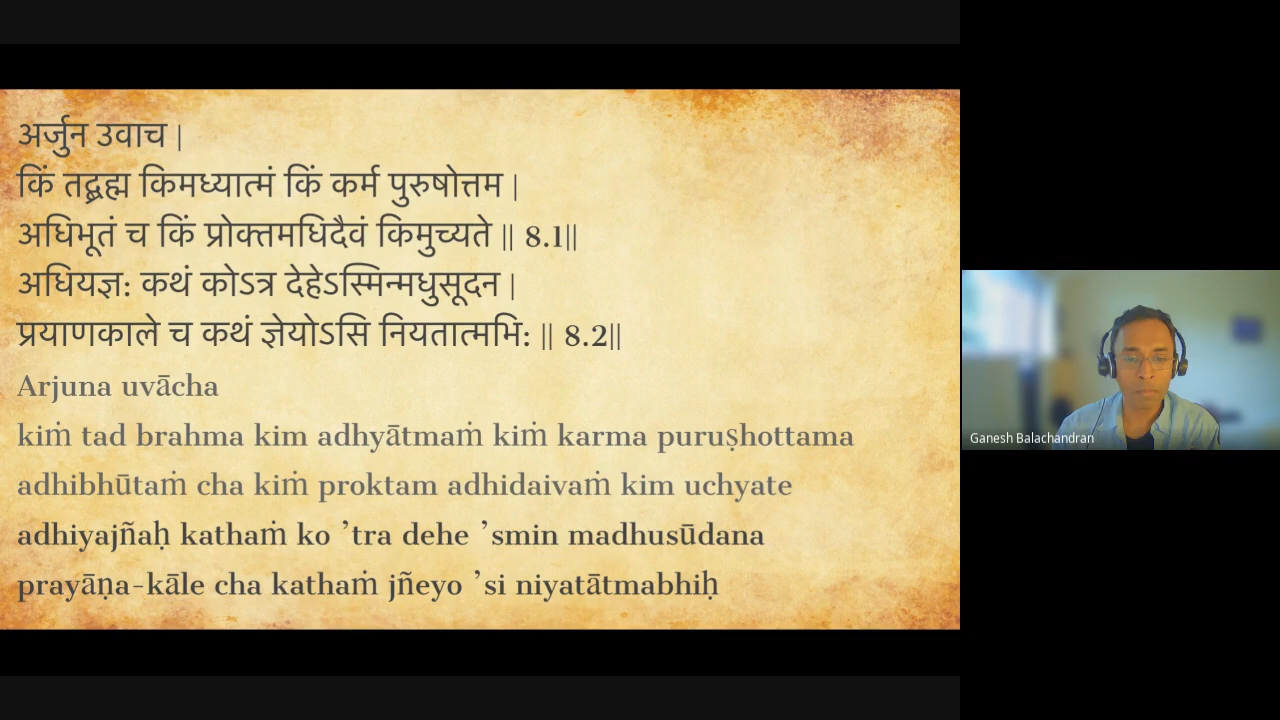 अर्जुन उवाच |
किं तद्ब्रह्म किमध्यात्मं किं कर्म पुरुषोत्तम |
अधिभूतं च किं प्रोक्तमधिदैवं किमुच्यते || 8.1||
अधियज्ञ: कथं कोऽत्र देहेऽस्मिन्मधुसूदन |
प्रयाणकाले च कथं ज्ञेयोऽसि नियतात्मभि: || 8.2||
Arjuna uvācha
kiṁ tad brahma kim adhyātmaṁ kiṁ karma puruṣhottama
adhibhūtaṁ cha kiṁ proktam adhidaivaṁ kim uchyate
adhiyajñaḥ kathaṁ ko ’tra dehe ’smin madhusūdana
prayāṇa-kāle cha kathaṁ jñeyo ’si niyatātmabhiḥ
Ganesh Balachandran